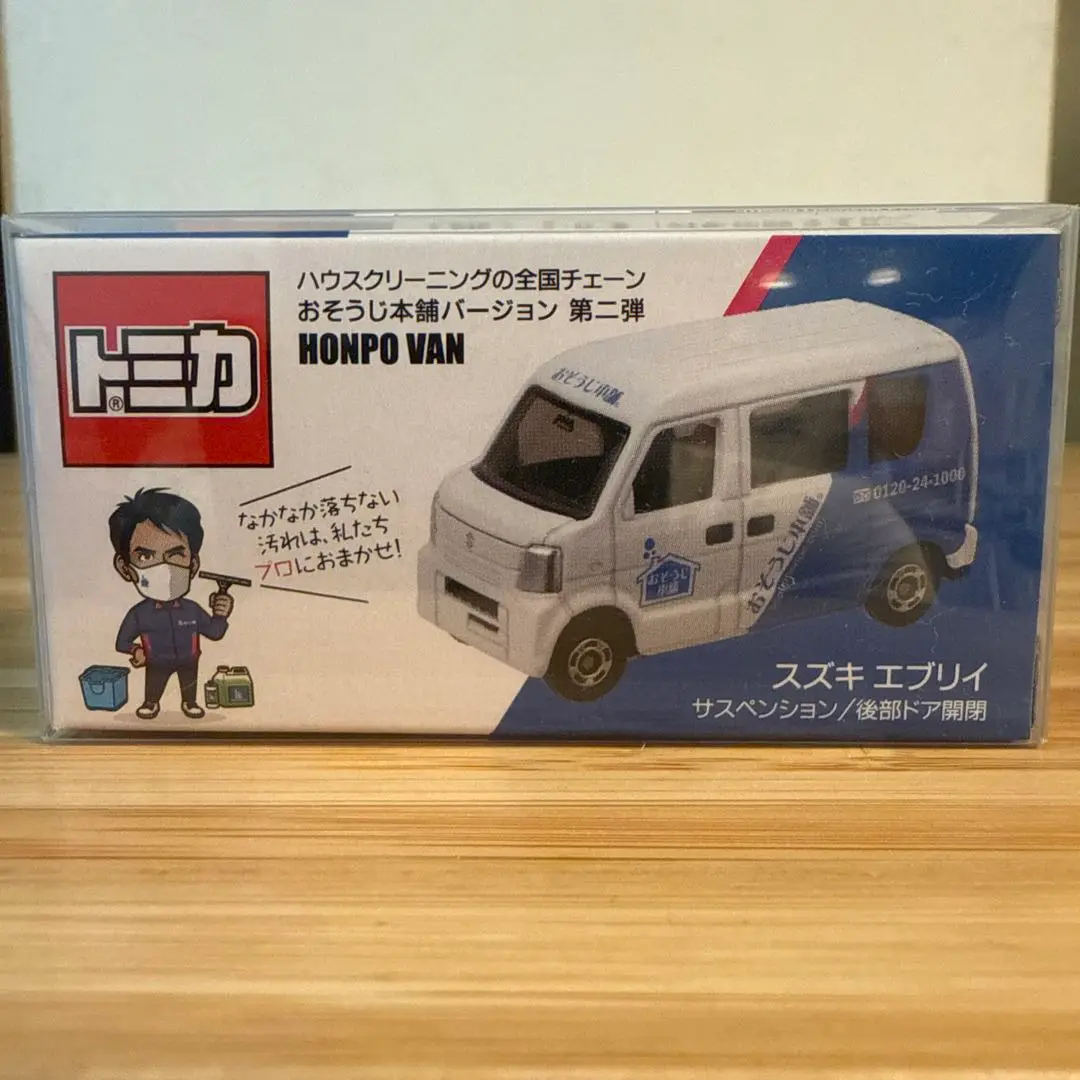 ハウスクリーニングの全国チェーン
おそうじ本舗バージョン 第二弾
HONPO VAN
トミカ®
なかなか落ちない
汚れは、私たち
プロにおまかせ!
おそうじ本舗
おそうじ
本舗
おそうじ本舗
0120-24-1000
スズキ エブリイ
サスペンション/後部ドア開閉